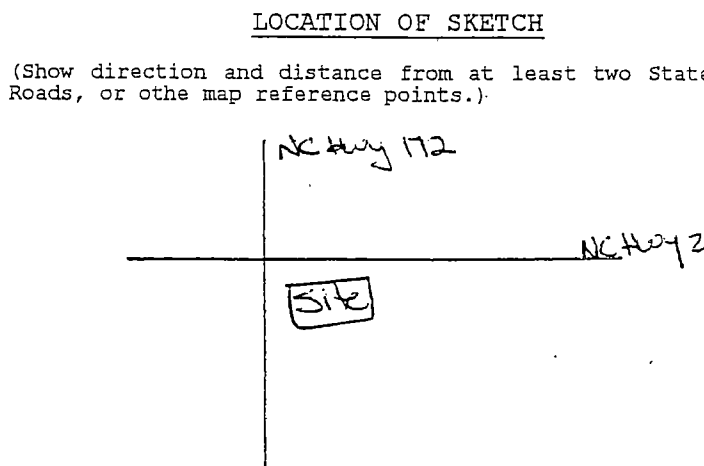 LOCATION OF SKETCH
(Show direction and distance from at least two State
Roads, or othe map reference points.)
NC Hwy 172
NC Hwy 2
Site